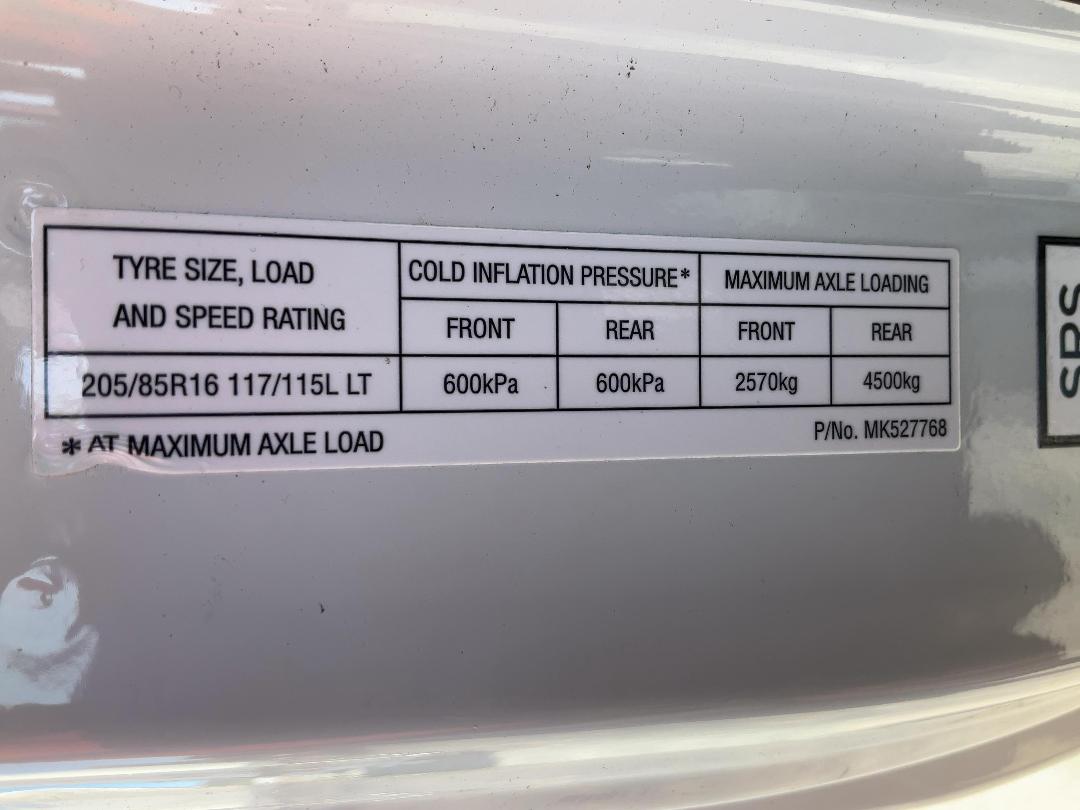 TYRE SIZE, LOAD
AND SPEED RATING
COLD INFLATION PRESSURE*
MAXIMUM AXLE LOADING
FRONT REAR FRONT REAR
205/85R16 117/115L LT 600kPa 600kPa 2570kg 4500kg
* AT MAXIMUM AXLE LOAD
P/No. MK527768
SRS